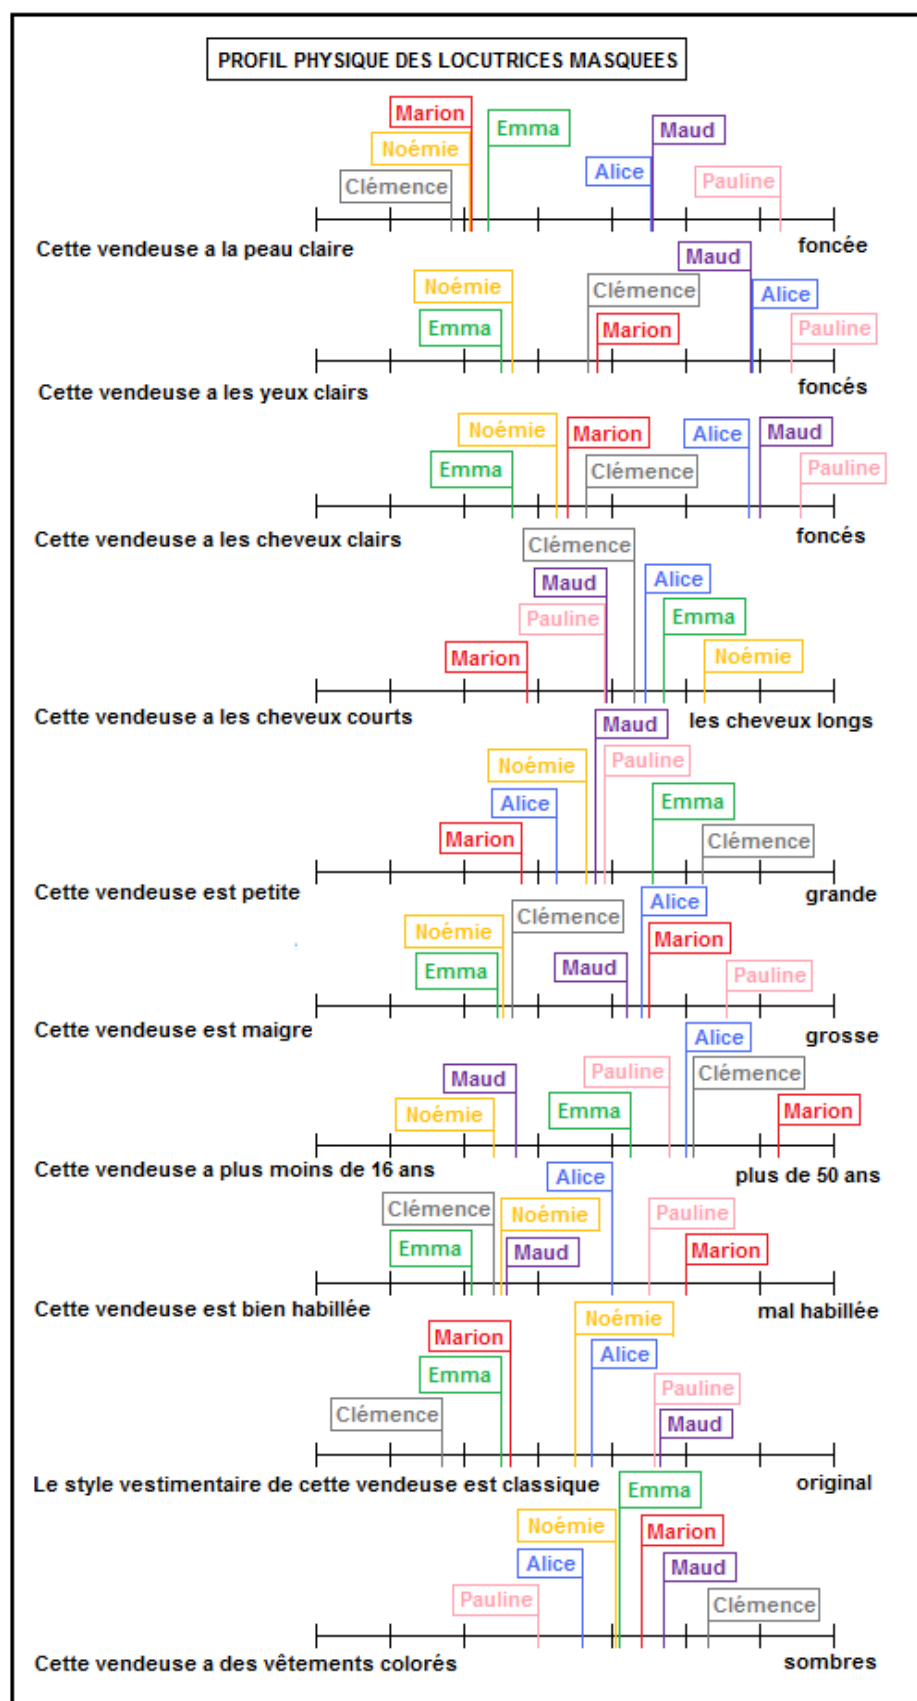 PROFIL PHYSIQUE DES LOCUTRICES MASQUEES
Marion
Emma
Maud
Noémie
Alice
Pauline
Clémence
Cette vendeuse a la peau claire
foncée
Maud
Noémie
Clémence
Alice
Emma
Marion
Pauline
Cette vendeuse a les yeux clairs
foncés
Noémie
Marion
Alice
Maud
Emma
Clémence
Pauline
Cette vendeuse a les cheveux clairs
foncés
Clémence
Maud
Alice
Pauline
Emma
Marion
Noémie
Cette vendeuse a les cheveux courts
les cheveux longs
Maud
Noémie
Pauline
Alice
Emma
Marion
Clémence
Cette vendeuse est petite
grande
Alice
Clémence
Noémie
Marion
Emma
Maud
Pauline
Cette vendeuse est maigre
grosse
Alice
Maud
Pauline
Clémence
Noémie
Emma
Marion
Cette vendeuse a plus moins de 16 ans
plus de 50 ans
Alice
Clémence
Noémie
Pauline
Emma
Maud
Marion
Cette vendeuse est bien habillée
mal habillée
Noémie
Marion
Alice
Emma
Pauline
Clémence
Maud
Le style vestimentaire de cette vendeuse est classique
original
Emma
Noémie
Marion
Alice
Maud
Pauline
Clémence
Cette vendeuse a des vêtements colorés
sombres